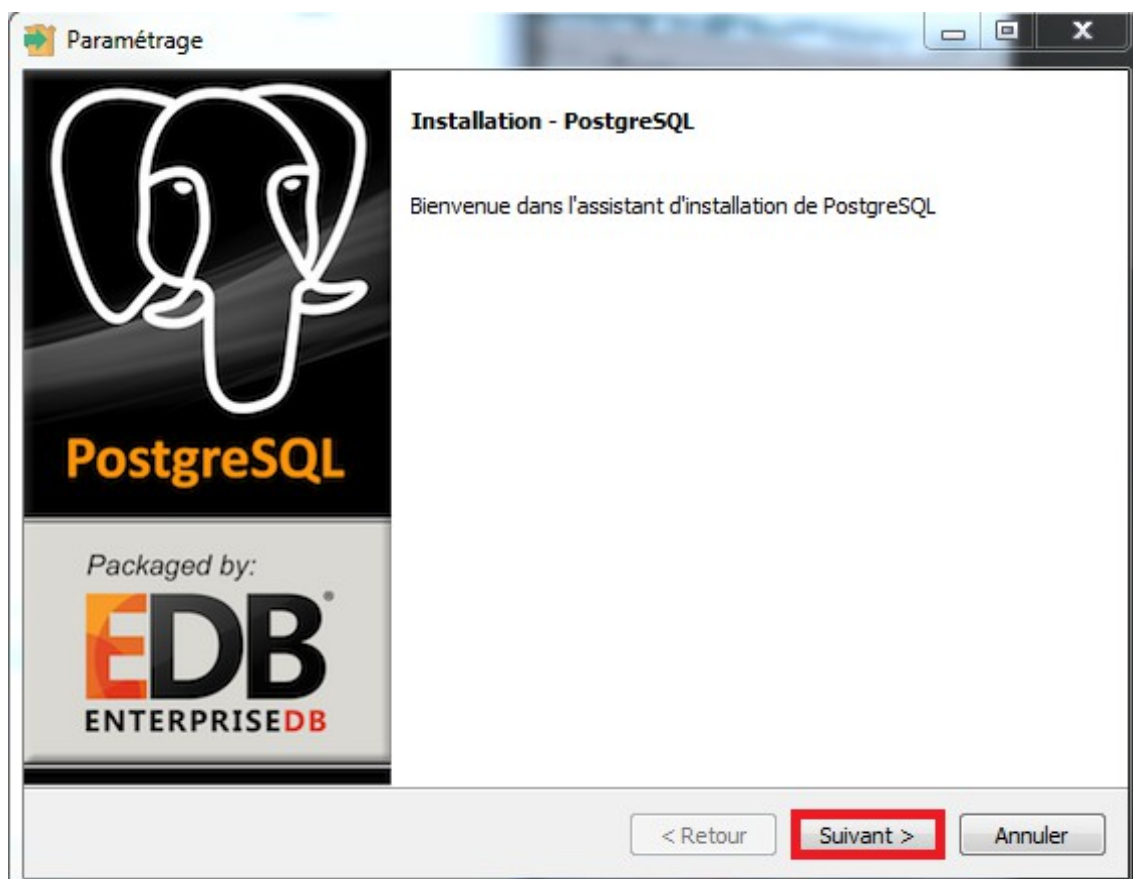 Paramétrage
Installation - PostgreSQL
Bienvenue dans l'assistant d'installation de PostgreSQL
PostgreSQL
Packaged by:
EDB®
ENTERPRISEDB
< Retour
Suivant >
Annuler